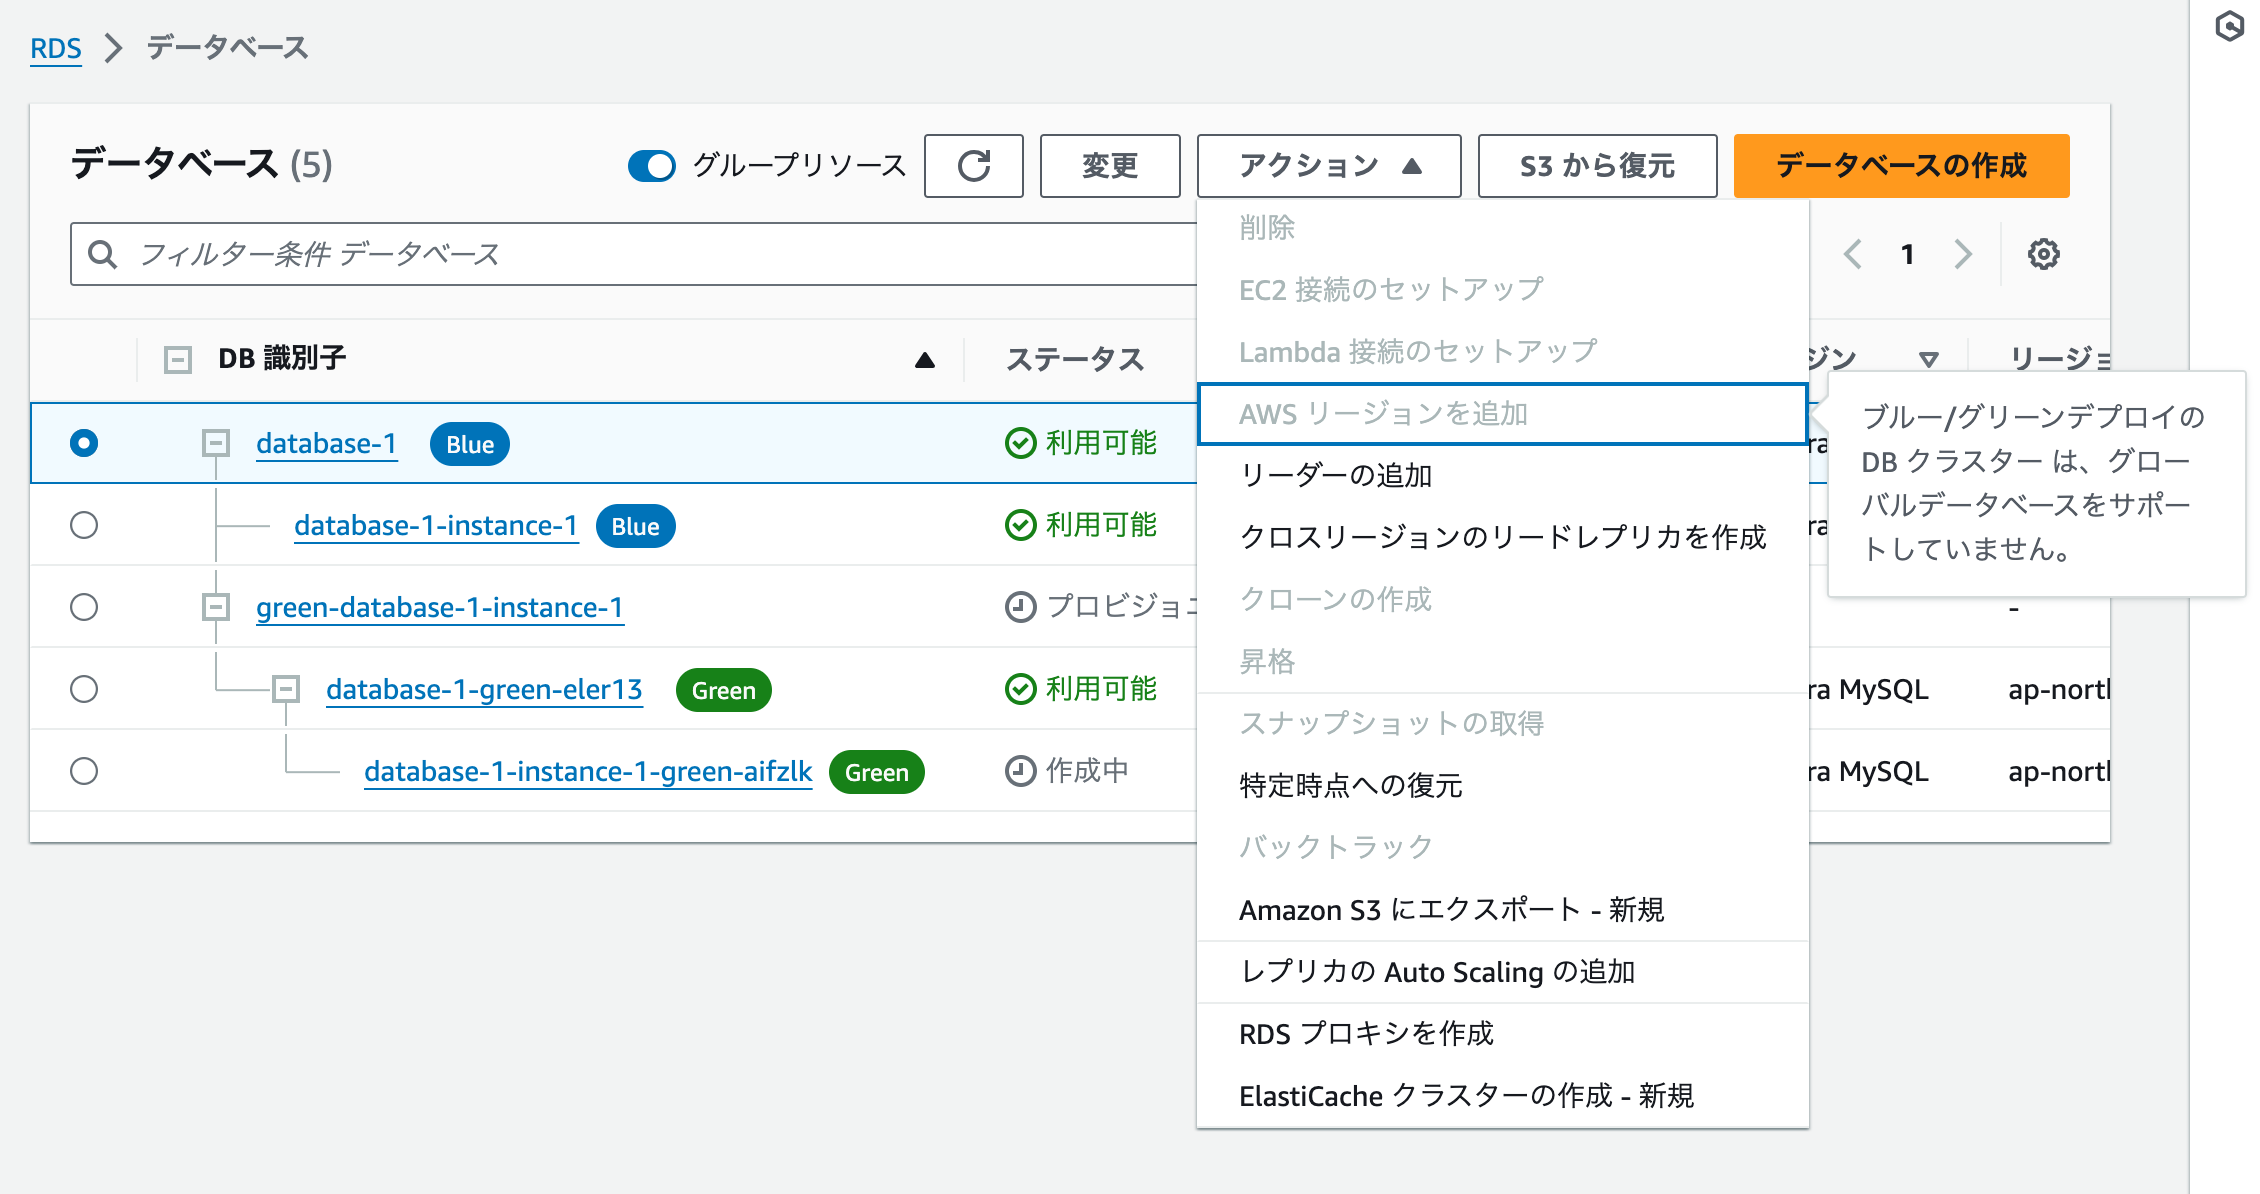 RDS データベース
データベース (5) グループリソース 変更 アクション S3 から復元 データベースの作成
フィルター条件 データベース 1
DB 識別子 ステータス ジン リージョ
database-1 Blue 利用可能 ra
database-1-instance-1 Blue 利用可能 ra
green-database-1-instance-1 プロビジョニ -
database-1-green-eler13 Green 利用可能 ra MySQL ap-nort
database-1-instance-1-green-aifzlk Green 作成中 ra MySQL ap-nort
削除
EC2 接続のセットアップ
Lambda 接続のセットアップ
AWS リージョンを追加
リーダーの追加
クロスリージョンのリードレプリカを作成
クローンの作成
昇格
スナップショットの取得
特定時点への復元
バックトラック
Amazon S3 にエクスポート - 新規
レプリカの Auto Scaling の追加
RDS プロキシを作成
ElastiCache クラスターの作成 - 新規
ブルー/グリーンデプロイの
DB クラスター は、グロー
バルデータベースをサポー
トしていません。